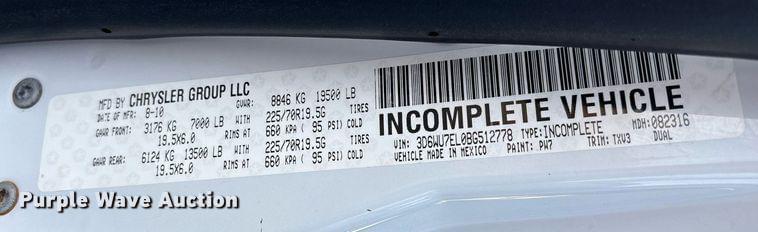 MFD BY CHRYSLER GROUP LLC
DATE OF MFR: 8-10 GVWR: 8846 KG 19500 LB
GAWR FRONT: 3176 KG 7000 LB WITH 225/70R19.5G TIRES
19.5X6.0 RIMS AT 660 KPA ( 95 PSI) COLD
GAWR REAR: 6124 KG 13500 LB WITH 225/70R19.5G TIRES
19.5X6.0 RIMS AT 660 KPA ( 95 PSI) COLD
INCOMPLETE VEHICLE
VIN: 3D6WU7EL0BG512778 TYPE:INCOMPLETE MDH:082316
VEHICLE MADE IN MEXICO PAINT: PW7 TRIM: TXV3 DUAL
Purple Wave Auction